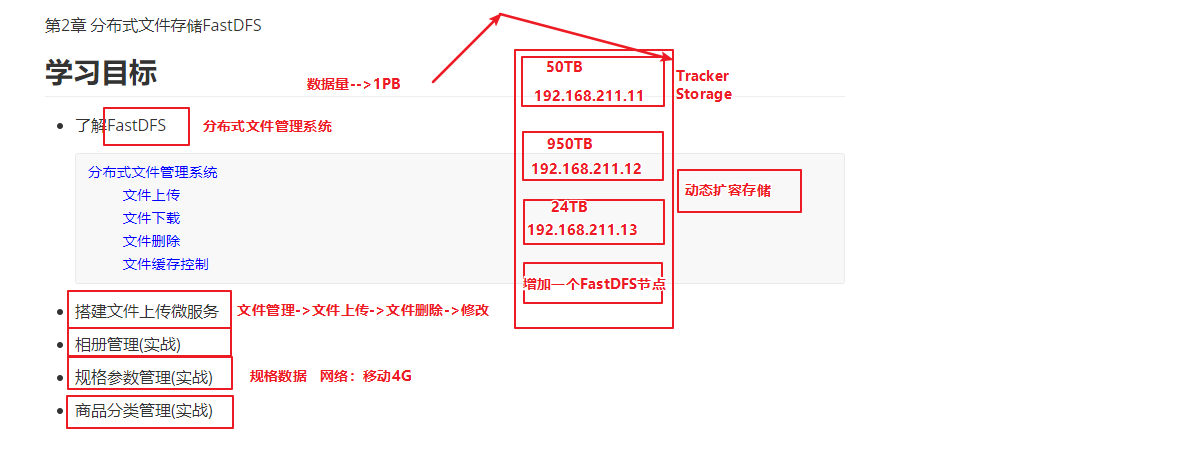 第2章 分布式文件存储FastDFS
学习目标
数据量-->1PB
50TB
192.168.211.11
Tracker
Storage
了解FastDFS
分布式文件管理系统
950TB
192.168.211.12
分布式文件管理系统
文件上传
文件下载
文件删除
文件缓存控制
动态扩容存储
24TB
192.168.211.13
增加一个FastDFS节点
搭建文件上传微服务
文件管理->文件上传->文件删除->修改
相册管理(实战)
规格参数管理(实战)
规格数据 网络：移动4G
商品分类管理(实战)